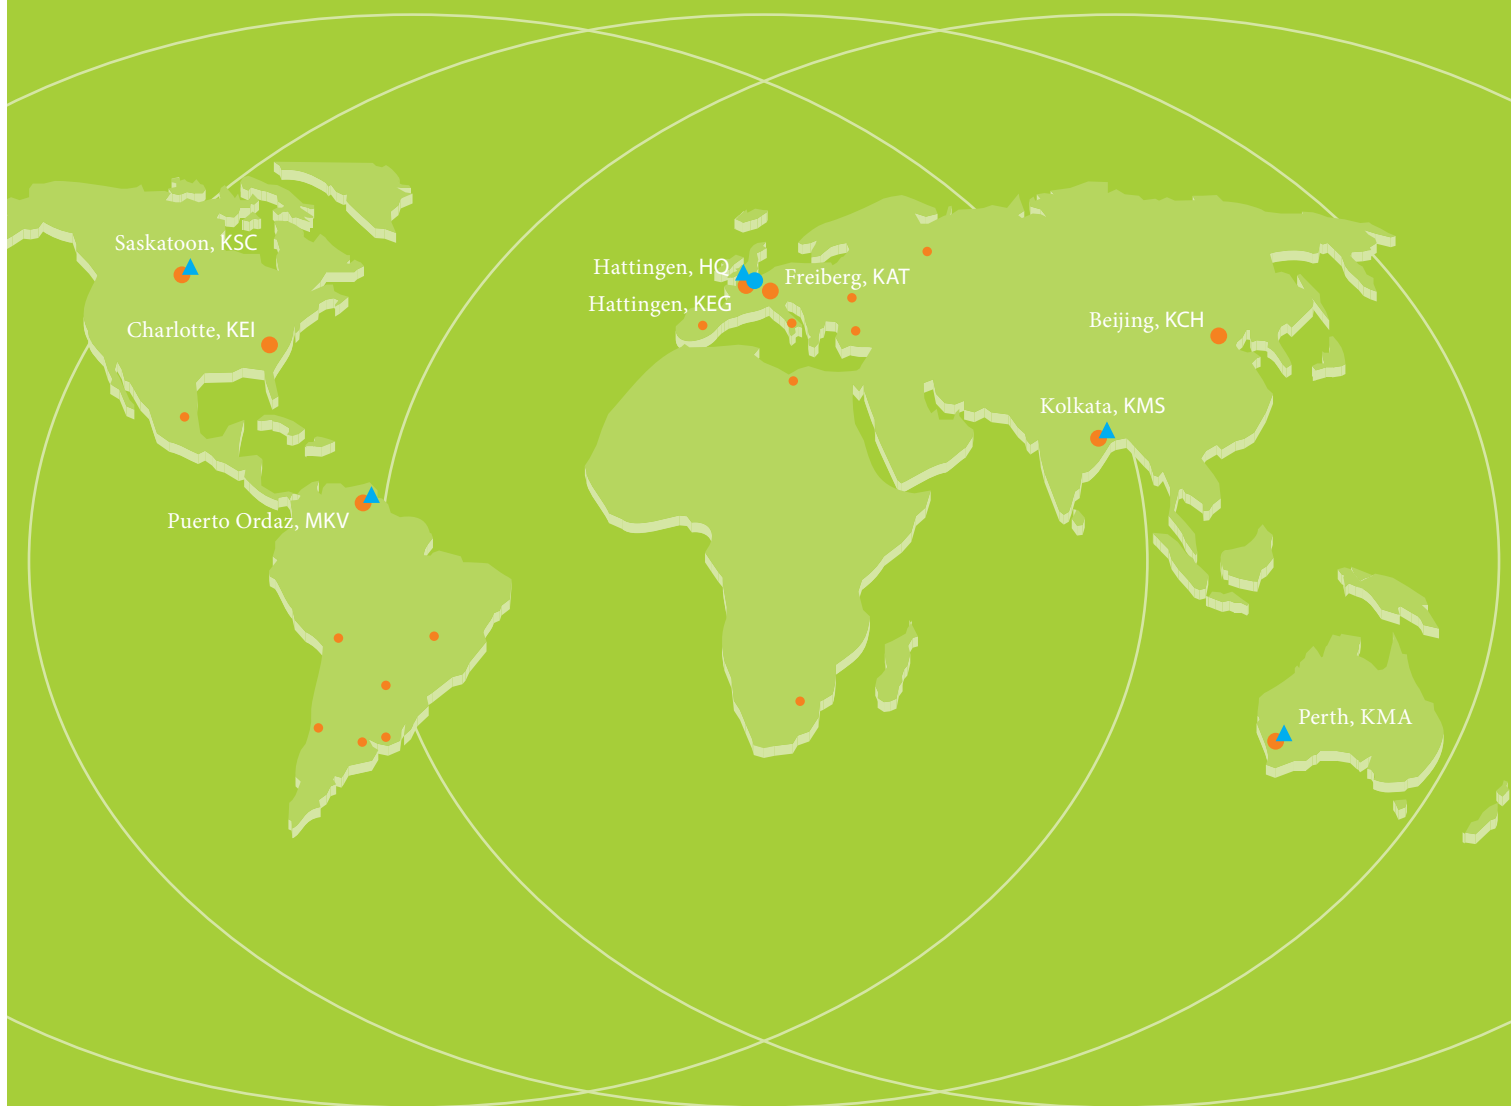 Saskatoon, KSC
Hattingen, HQ
Freiberg, KAT
Hattingen, KEG
Beijing, KCH
Charlotte, KEI
Kolkata, KMS
Puerto Ordaz, MKV
Perth, KMA